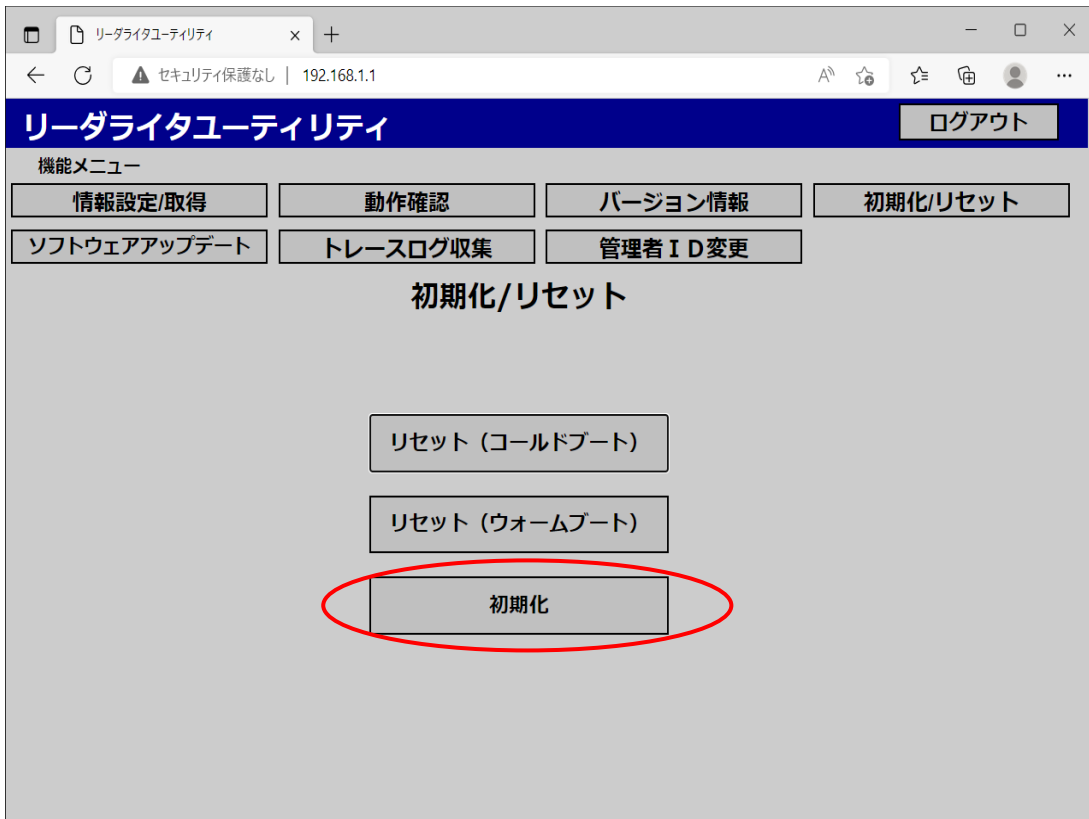 リーダライタユーティリティ
セキュリティ保護なし | 192.168.1.1
リーダライタユーティリティ ログアウト
機能メニュー
情報設定/取得 動作確認 バージョン情報 初期化/リセット
ソフトウェアアップデート トレースログ収集 管理者ＩＤ変更
初期化/リセット
リセット（コールドブート）
リセット（ウォームブート）
初期化